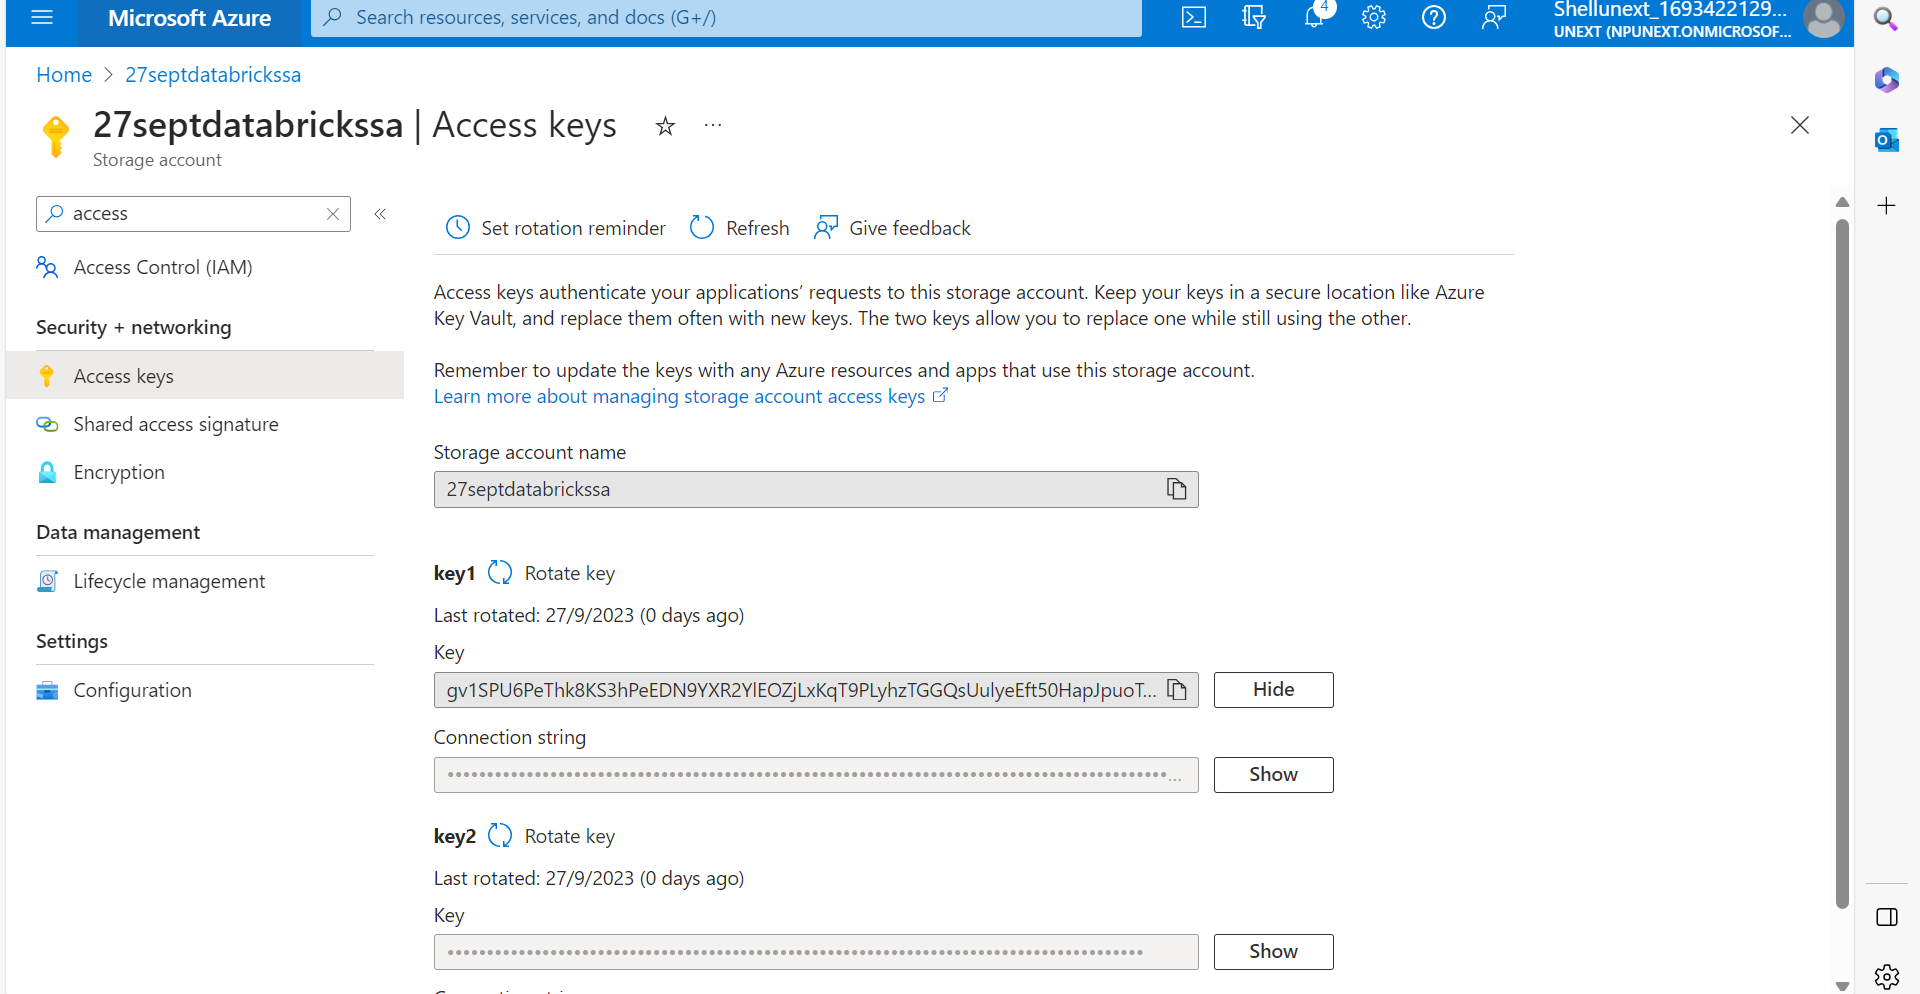 Microsoft Azure
Search resources, services, and docs (G+/)
4
Shellunext_1693422129...
UNEXT (NPUNEXT.ONMICROSOF...
Home > 27septdatabrickssa
27septdatabrickssa | Access keys
Storage account
access
Access Control (IAM)
Security + networking
Access keys
Shared access signature
Encryption
Data management
Lifecycle management
Settings
Configuration
Set rotation reminder
Refresh
Give feedback
Access keys authenticate your applications’ requests to this storage account. Keep your keys in a secure location like Azure
Key Vault, and replace them often with new keys. The two keys allow you to replace one while still using the other.
Remember to update the keys with any Azure resources and apps that use this storage account.
Learn more about managing storage account access keys
Storage account name
27septdatabrickssa
key1
Rotate key
Last rotated: 27/9/2023 (0 days ago)
Key
gv1SPU6PeThk8KS3hPeEDN9YXR2YlEOZjLxKqT9PLyhzTGGQsUulyeEft50HapJpuoT...
Hide
Connection string
Show
key2
Rotate key
Last rotated: 27/9/2023 (0 days ago)
Key
Show